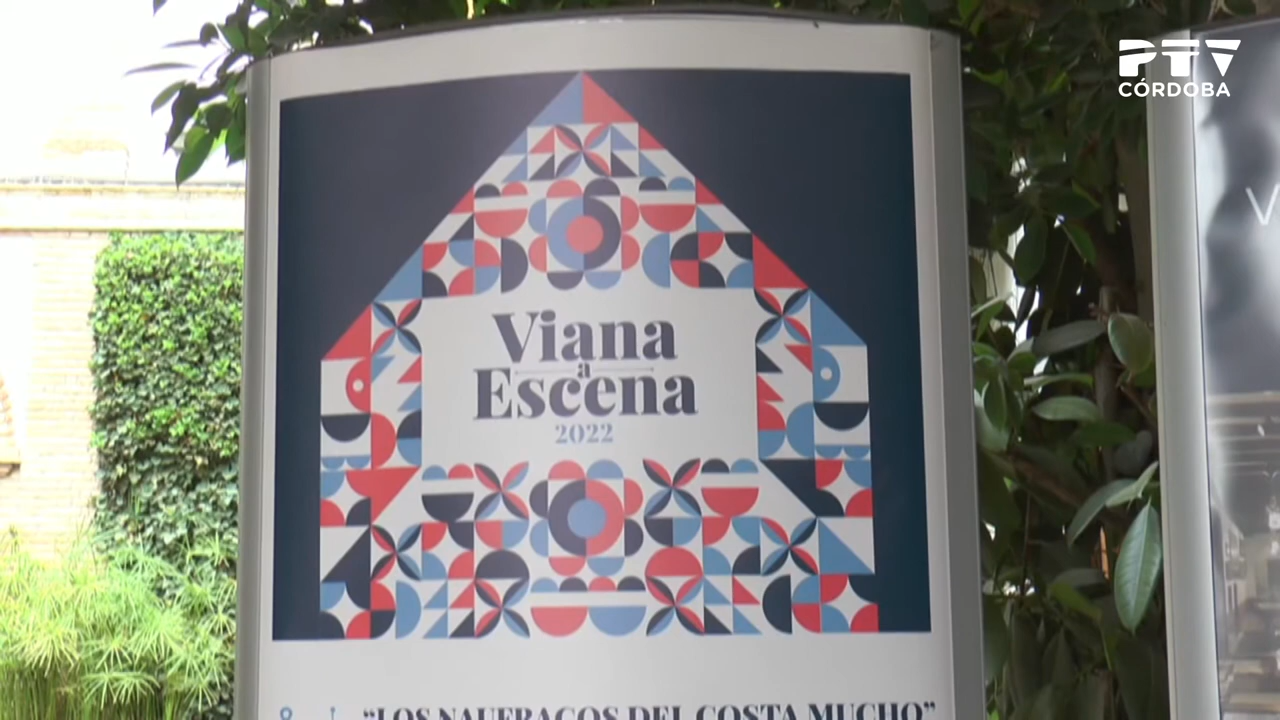 PTV
CÓRDOBA
Viana
a
Escena
2022
"LOS NAUFRAGOS DEL COSTA MUCHO"